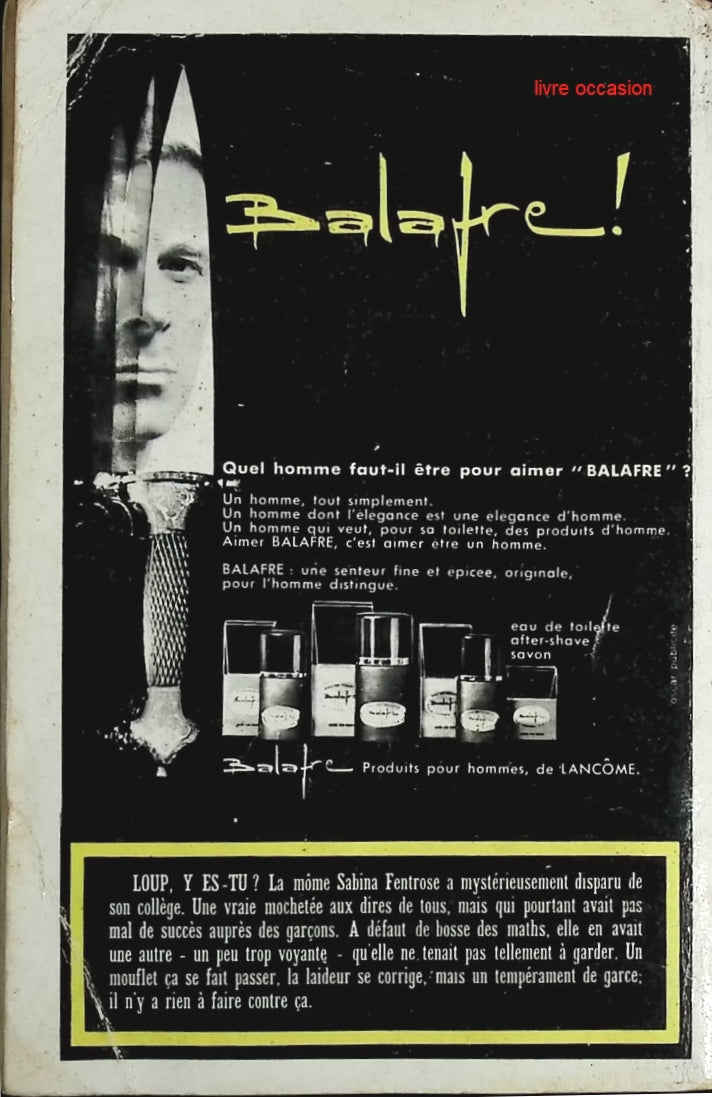 livre occasion
Balafre!
Quel homme faut-il être pour aimer "BALAFRE" ?
Un homme, tout simplement.
Un homme dont l'élégance est une élégance d'homme.
Un homme qui veut, pour sa toilette, des produits d'homme.
Aimer BALAFRE, c'est aimer être un homme.
BALAFRE : une senteur fine et épicée, originale,
pour l'homme distingué.
eau de toilette
after-shave
savon
oscar publicité
Balafre Produits pour hommes, de LANCÔME.
LOUP, Y ES-TU ? La môme Sabina Fentrose a mystérieusement disparu de
son collège. Une vraie mochetée aux dires de tous, mais qui pourtant avait pas
mal de succès auprès des garçons. A défaut de bosse des maths, elle en avait
une autre - un peu trop voyante - qu'elle ne tenait pas tellement à garder. Un
mouflet ça se fait passer, la laideur se corrige, mais un tempérament de garce;
il n'y a rien à faire contre ça.